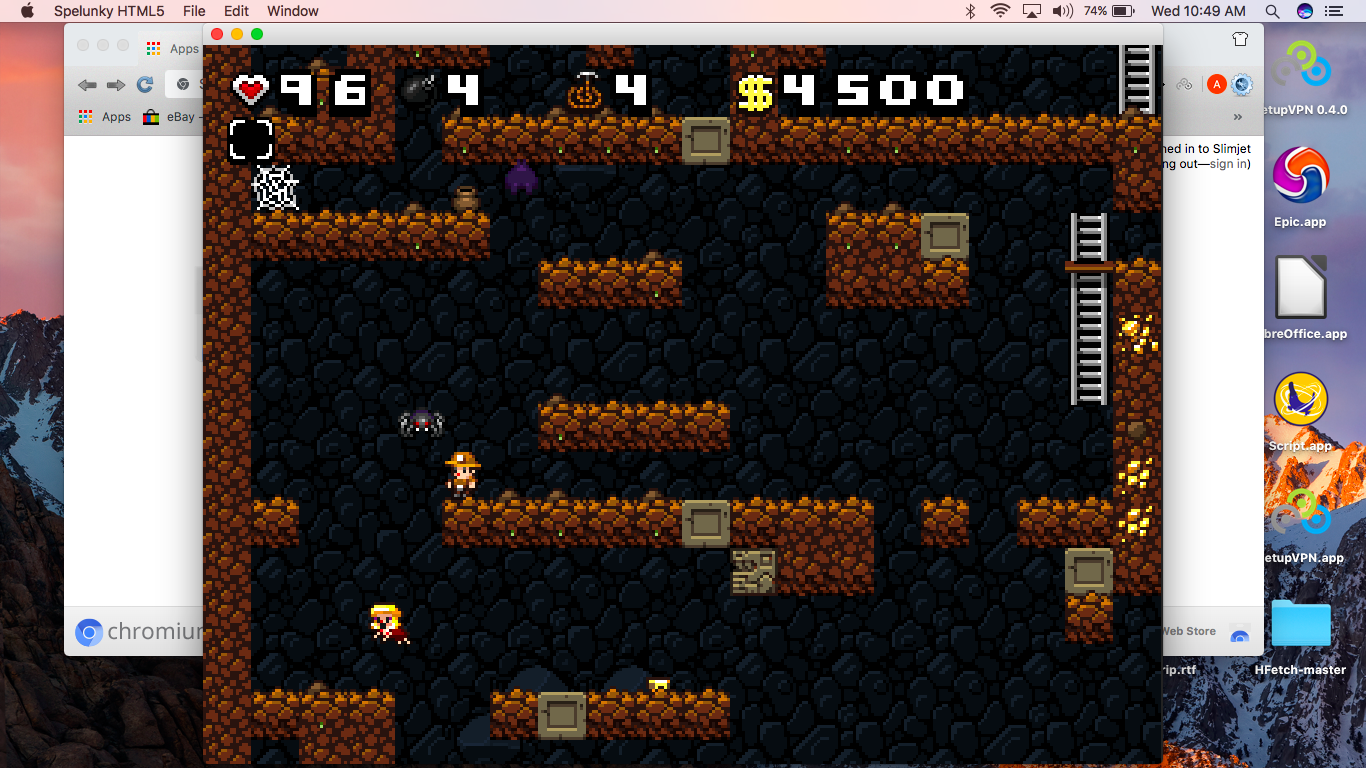 Spelunky HTML5 File Edit Window 74% Wed 10:49 AM
96 4 4 $4500
Apps
A
Apps eBay
»
ned in to Slimjet
ng out—sign in)
etupVPN 0.4.0
Epic.app
breOffice.app
Script.app
etupVPN.app
chromium
Web Store
rip.rtf
HFetch-master